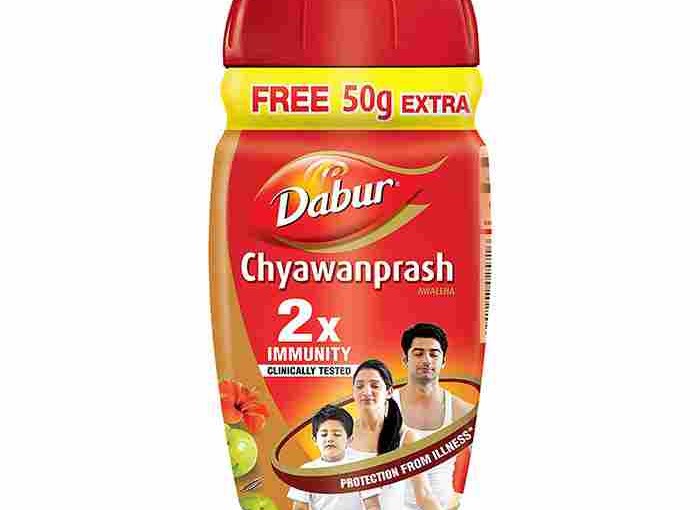 FREE 50g EXTRA
Dabur®
Chyawanprash
AWALEHA
2x
IMMUNITY
CLINICALLY TESTED
PROTECTION FROM ILLNESS*